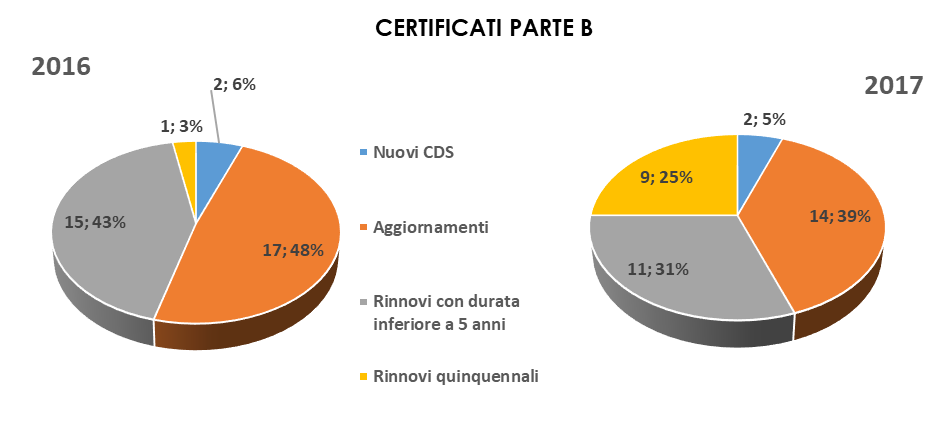 CERTIFICATI PARTE B
2016
2; 6%
1; 3%
15; 43%
17; 48%
Nuovi CDS
Aggiornamenti
Rinnovi con durata
inferiore a 5 anni
Rinnovi quinquennali
2017
2; 5%
9; 25%
14; 39%
11; 31%